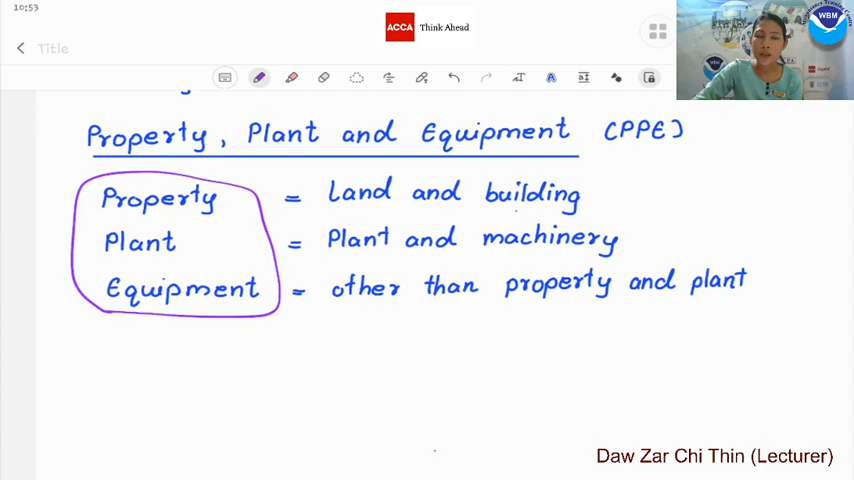 10:53
ACCA Think Ahead
Title
WBM
Property, Plant and Equipment (PPE)
Property = Land and building
Plant = Plant and machinery
Equipment = other than property and plant
Daw Zar Chi Thin (Lecturer)